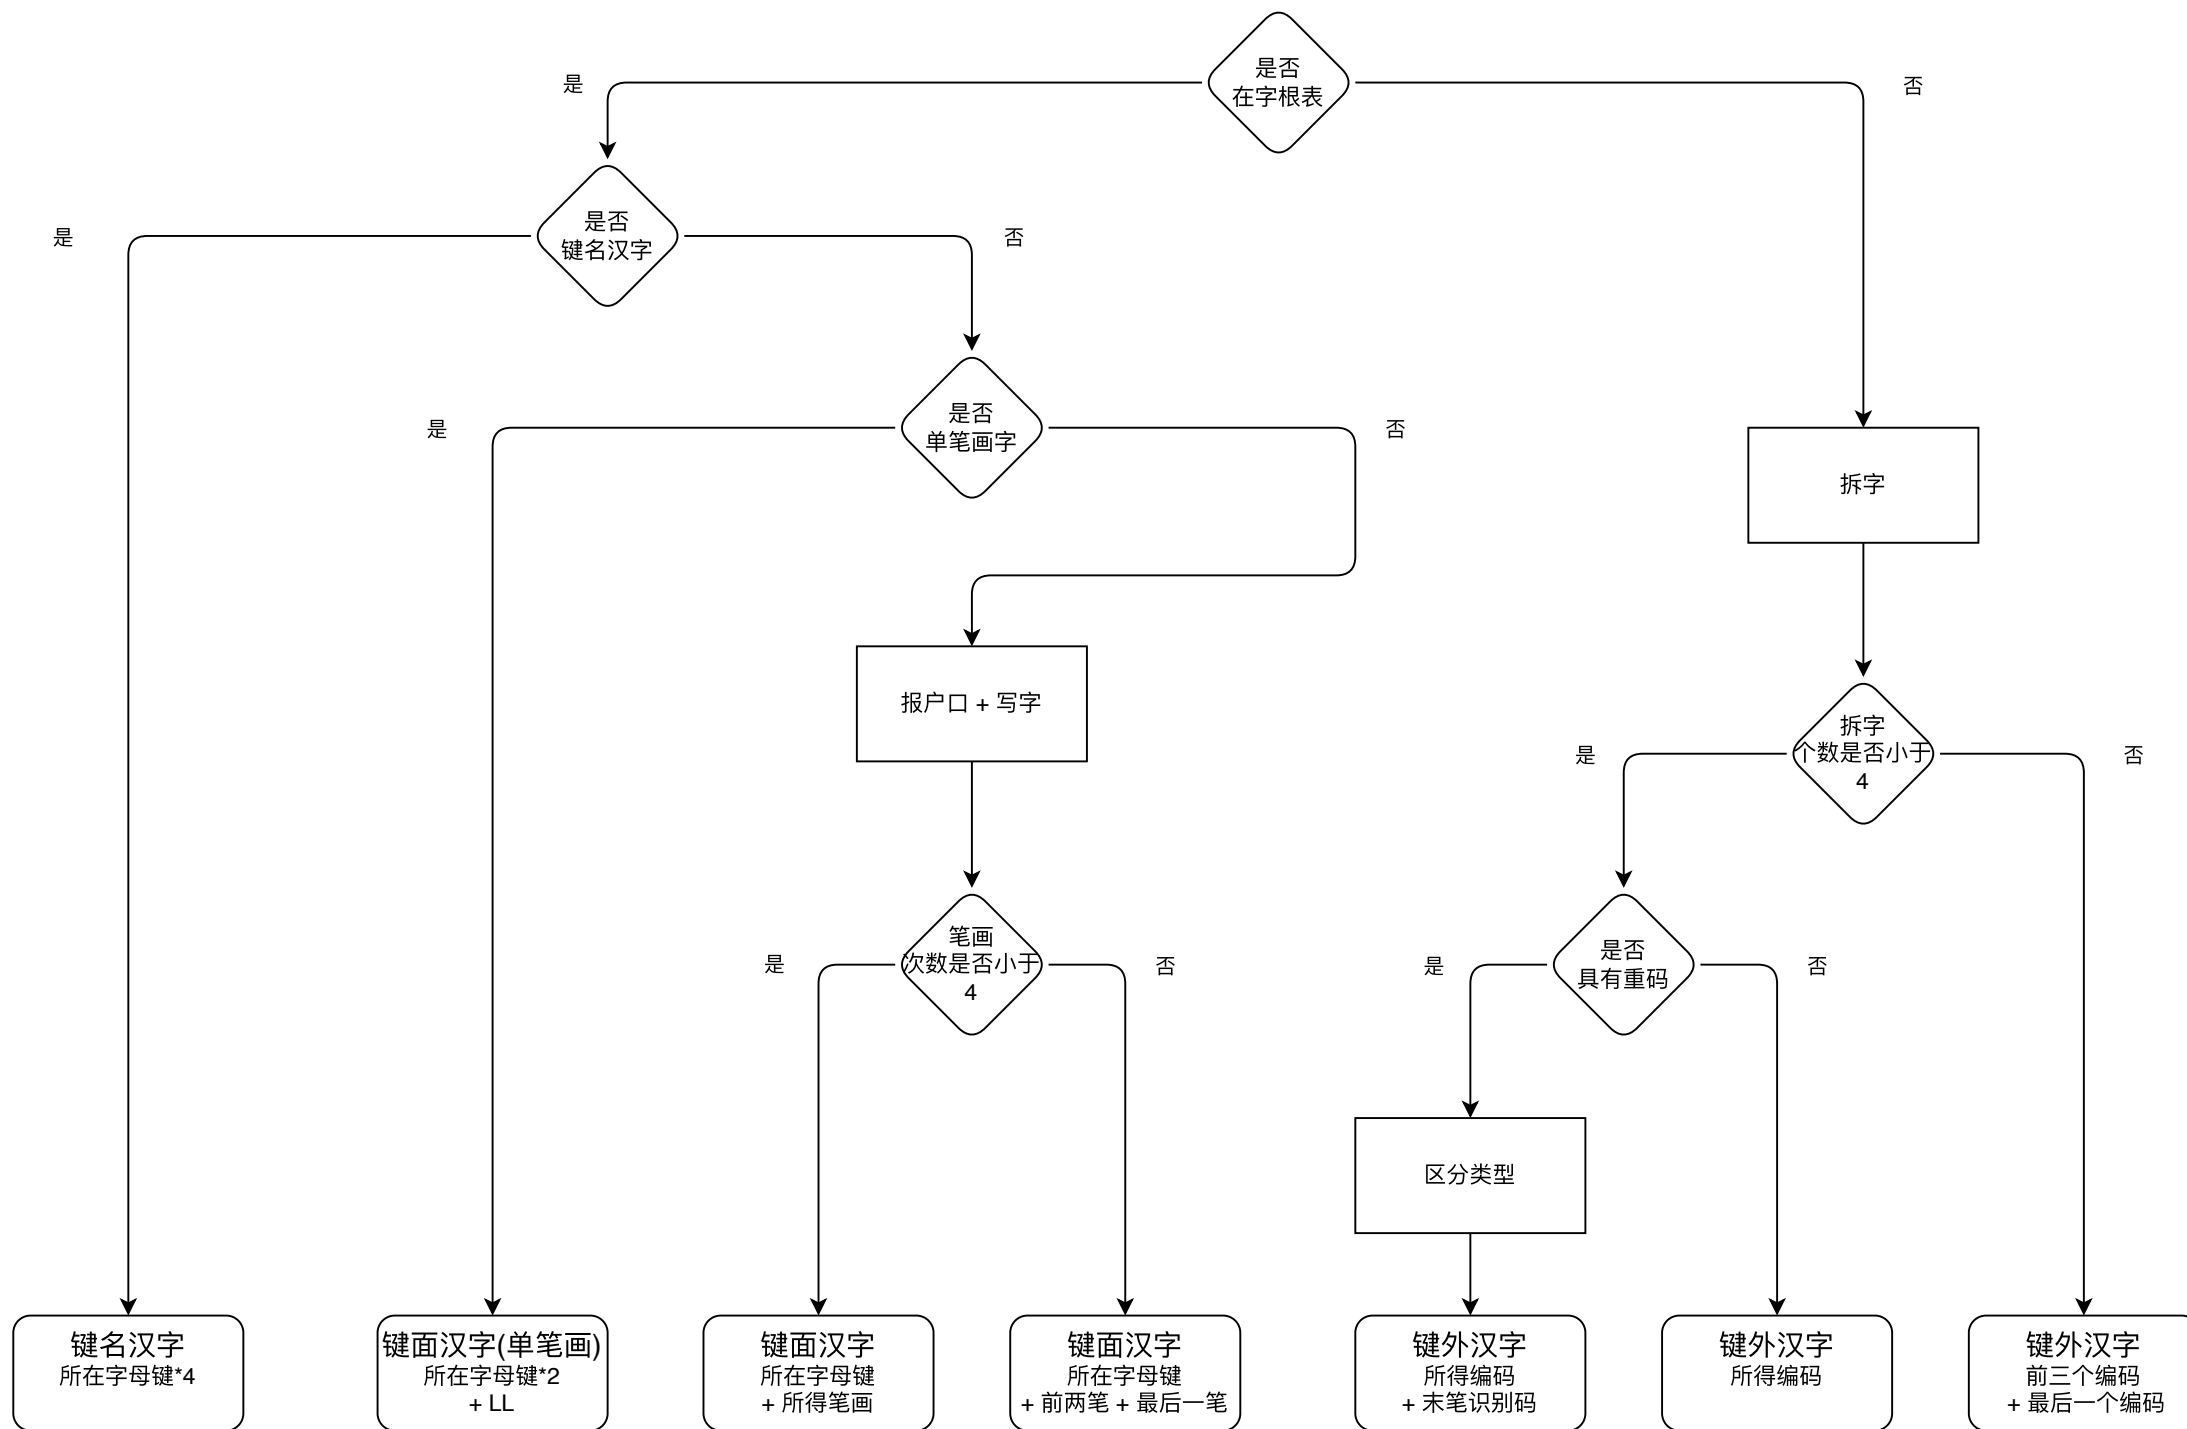 是否
在字根表
是
否
是否
键名汉字
是
否
是否
单笔画字
是
否
拆字
报户口 + 写字
拆字
个数是否小于
4
是
否
笔画
次数是否小于
4
是
否
是否
具有重码
是
否
区分类型
键名汉字
所在字母键*4
键面汉字(单笔画)
所在字母键*2
+ LL
键面汉字
所在字母键
+ 所得笔画
键面汉字
所在字母键
+ 前两笔 + 最后一笔
键外汉字
所得编码
+ 末笔识别码
键外汉字
所得编码
键外汉字
前三个编码
+ 最后一个编码